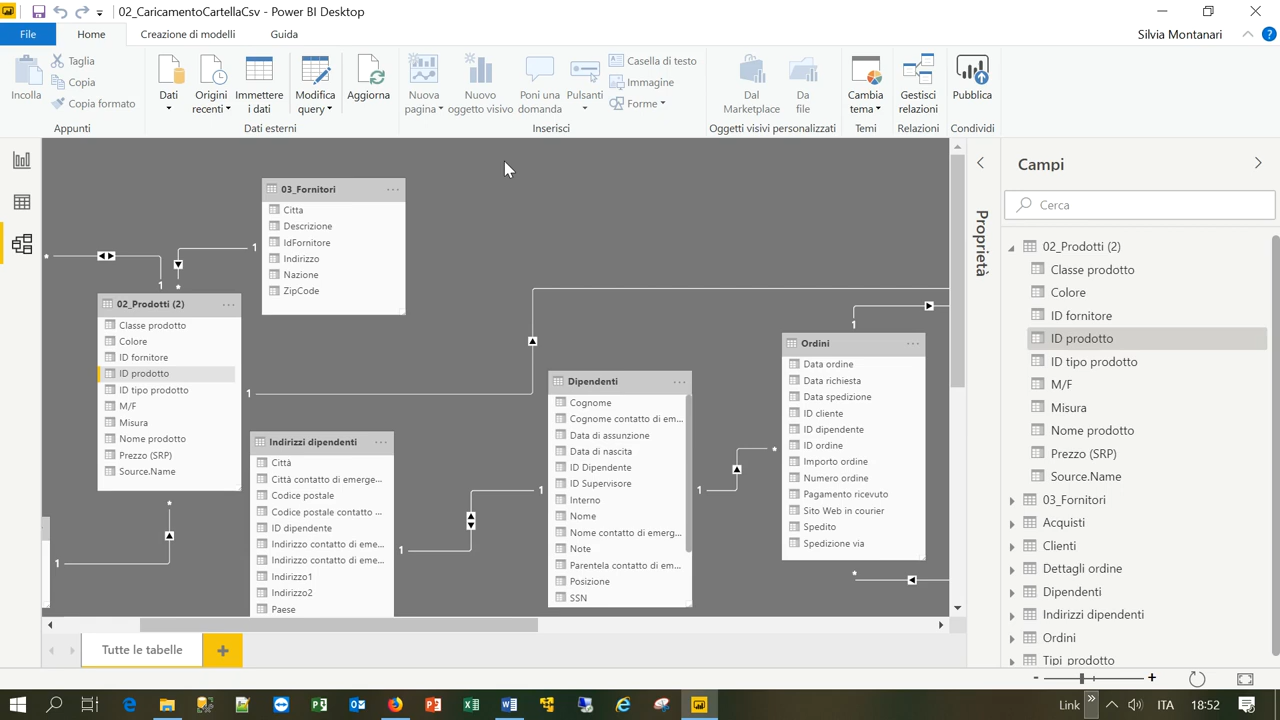 02_CaricamentoCartellaCsv - Power BI Desktop
File
Home
Creazione di modelli
Guida
Silvia Montanari
Incolla
Taglia
Copia
Copia formato
Appunti
Dati
Origini recenti
Immettere i dati
Modifica query
Aggiorna
Dati esterni
Nuova pagina
Nuovo oggetto visivo
Poni una domanda
Pulsanti
Casella di testo
Immagine
Forme
Inserisci
Dal Marketplace
Da file
Oggetti visivi personalizzati
Cambia tema
Temi
Gestisci relazioni
Relazioni
Pubblica
Condividi
03_Fornitori
Citta
Descrizione
IdFornitore
Indirizzo
Nazione
ZipCode
02_Prodotti (2)
Classe prodotto
Colore
ID fornitore
ID prodotto
ID tipo prodotto
M/F
Misura
Nome prodotto
Prezzo (SRP)
Source.Name
Indirizzi dipendenti
Città
Città contatto di emerge...
Codice postale
Codice postale contatto ...
ID dipendente
Indirizzo contatto di eme...
Indirizzo contatto di eme...
Indirizzo1
Indirizzo2
Paese
Dipendenti
Cognome
Cognome contatto di em...
Data di assunzione
Data di nascita
ID Dipendente
ID Supervisore
Interno
Nome
Nome contatto di emerg...
Note
Parentela contatto di em...
Posizione
SSN
Ordini
Data ordine
Data richiesta
Data spedizione
ID cliente
ID dipendente
ID ordine
Importo ordine
Numero ordine
Pagamento ricevuto
Sito Web in courier
Spedito
Spedizione via
Proprietà
Campi
Cerca
02_Prodotti (2)
Classe prodotto
Colore
ID fornitore
ID prodotto
ID tipo prodotto
M/F
Misura
Nome prodotto
Prezzo (SRP)
Source.Name
03_Fornitori
Acquisti
Clienti
Dettagli ordine
Dipendenti
Indirizzi dipendenti
Ordini
Tipi prodotto
Tutte le tabelle
Link
ITA
18:52